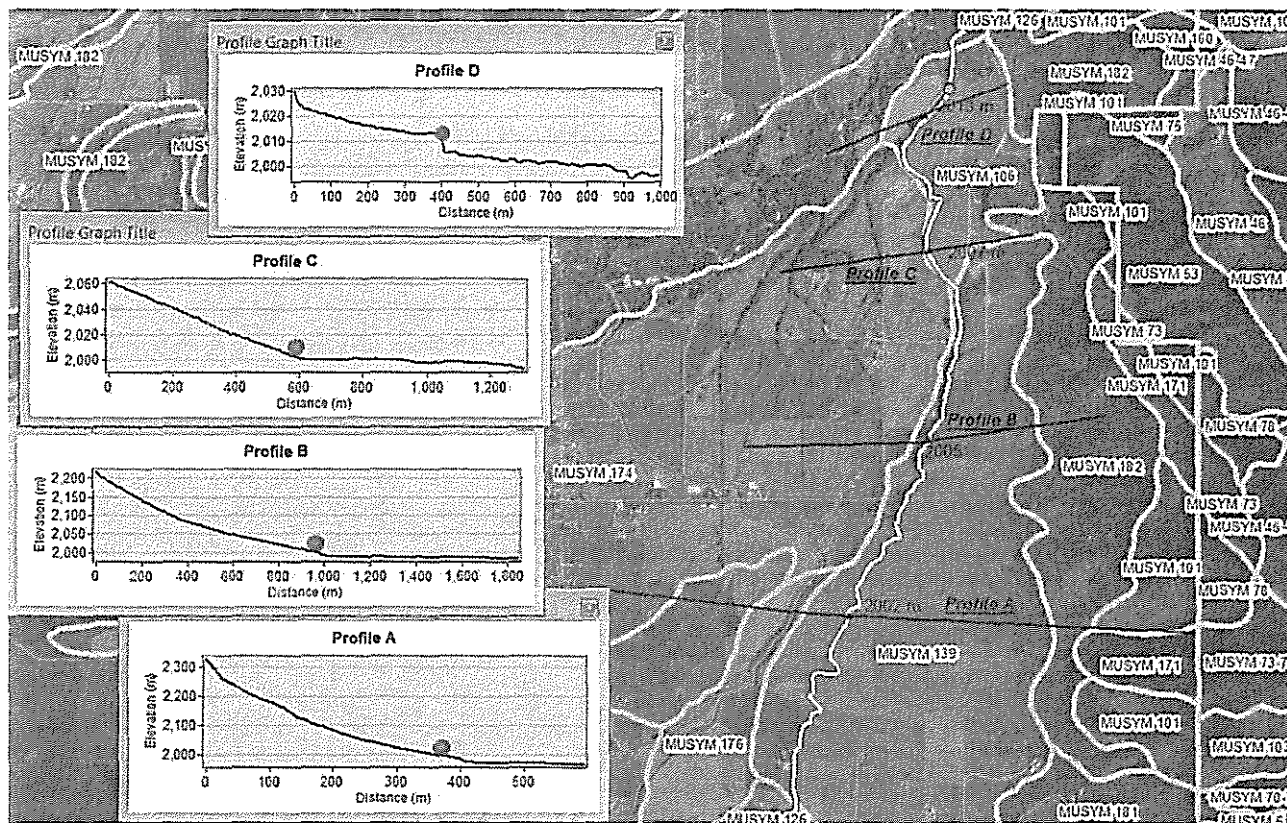 Profile Graph Title
Profile D
2,030
2,020
2,010
2,000
Elevation (m)
0 100 200 300 400 500 600 700 800 900 1,000
Distance (m)
Profile Graph Title
Profile C
2,060
2,040
2,020
2,000
Elevation (m)
0 200 400 600 800 1,000 1,200
Distance (m)
Profile B
2,200
2,150
2,100
2,050
2,000
Elevation (m)
0 200 400 600 800 1,000 1,200 1,400 1,600 1,800
Distance (m)
Profile A
2,300
2,200
2,100
2,000
Elevation (m)
0 100 200 300 400 500
Distance (m)
MUSYM 182
MUSYM 182
MUSYM 126
MUSYM 101
MUSYM 160
MUSYM 46-47
MUSYM 182
MUSYM 101
MUSYM 75
Profile D
MUSYM 106
MUSYM 101
MUSYM 46
Profile C
MUSYM 53
MUSYM
MUSYM 73
MUSYM 101
MUSYM 171
Profile B
MUSYM 78
MUSYM 174
MUSYM 182
MUSYM 73
MUSYM 101
Profile A
MUSYM 139
MUSYM 171
MUSYM 101
MUSYM 176
MUSYM 126
MUSYM 181